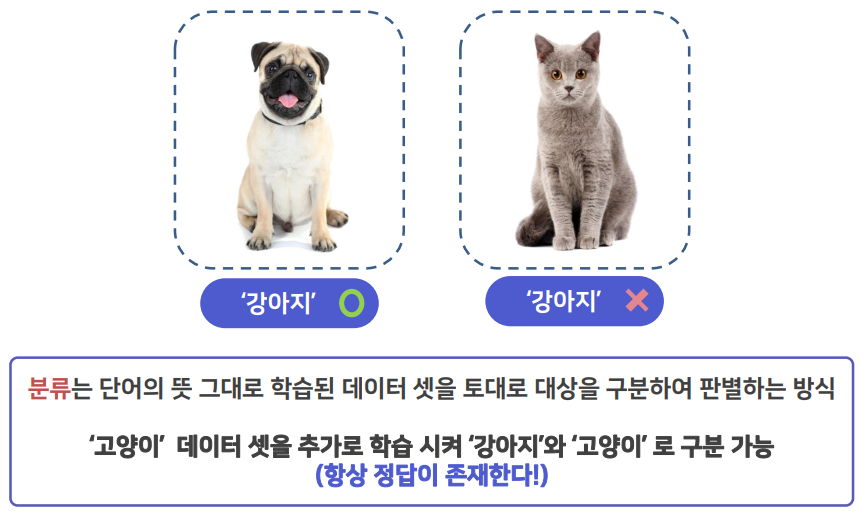 ‘강아지’ O
‘강아지’ X
분류는 단어의 뜻 그대로 학습된 데이터 셋을 토대로 대상을 구분하여 판별하는 방식
‘고양이’ 데이터 셋을 추가로 학습 시켜 ‘강아지’와 ‘고양이’ 로 구분 가능
(항상 정답이 존재한다!)